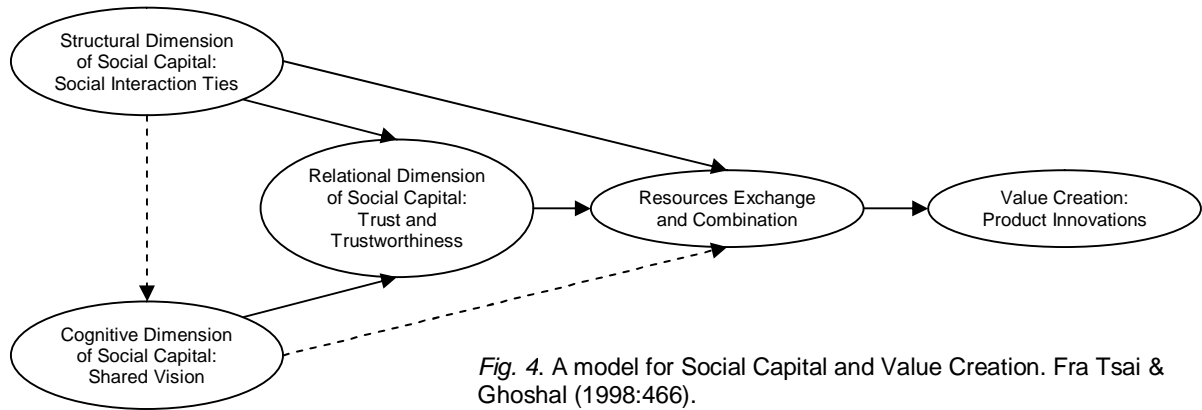 Structural Dimension
of Social Capital:
Social Interaction Ties
Relational Dimension
of Social Capital:
Trust and
Trustworthiness
Resources Exchange
and Combination
Value Creation:
Product Innovations
Cognitive Dimension
of Social Capital:
Shared Vision
Fig. 4. A model for Social Capital and Value Creation. Fra Tsai &
Ghoshal (1998:466).